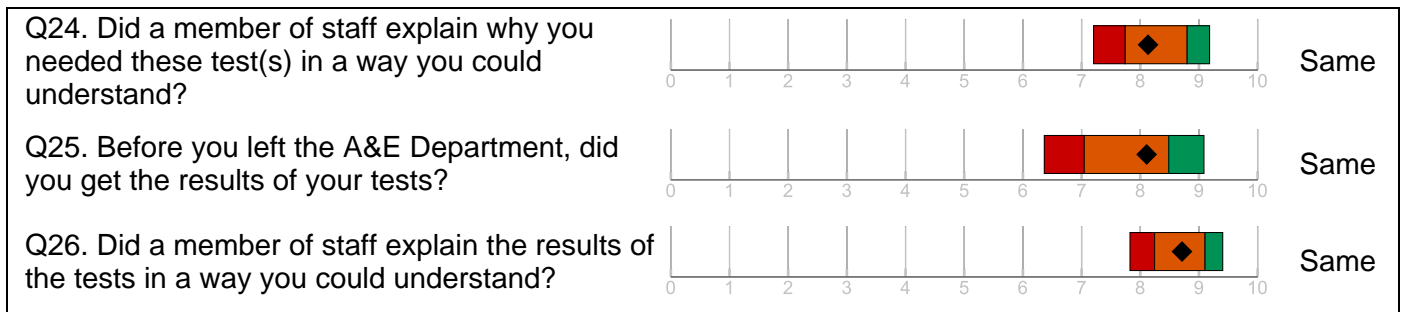 Q24. Did a member of staff explain why you
needed these test(s) in a way you could
understand?
0 1 2 3 4 5 6 7 8 9 10
Same
Q25. Before you left the A&E Department, did
you get the results of your tests?
0 1 2 3 4 5 6 7 8 9 10
Same
Q26. Did a member of staff explain the results of
the tests in a way you could understand?
0 1 2 3 4 5 6 7 8 9 10
Same